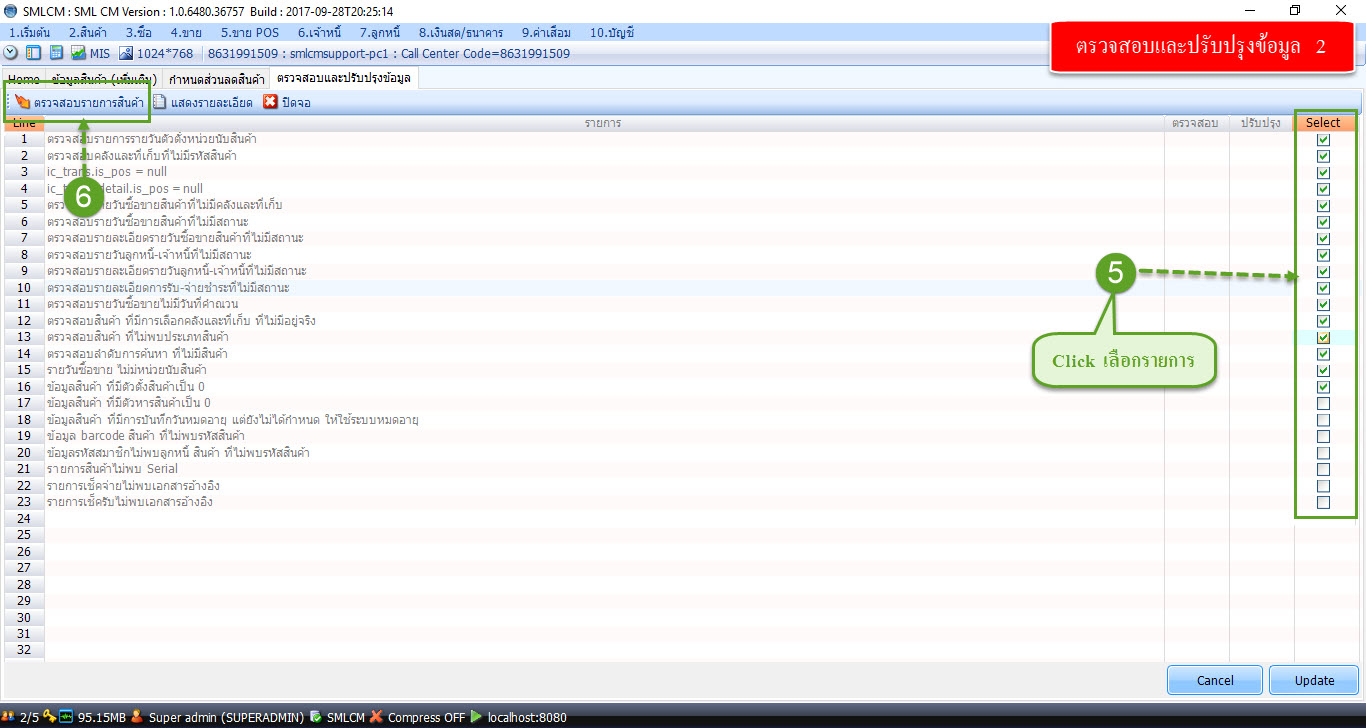 SMLCM : SML CM Version : 1.0.6480.36757 Build : 2017-09-28T20:25:14
1.เริ่มต้น 2.สินค้า 3.ซื้อ 4.ขาย 5.ขาย POS 6.เจ้าหนี้ 7.ลูกหนี้ 8.เงินสด/ธนาคาร 9.ค่าเสื่อม 10.บัญชี
ตรวจสอบและปรับปรุงข้อมูล 2
MIS 1024*768 8631991509 : smlcmsupport-pc1 : Call Center Code=8631991509
Home ข้อมูลสินค้า (เพิ่มเติม) กำหนดส่วนลดสินค้า ตรวจสอบและปรับปรุงข้อมูล
ตรวจสอบรายการสินค้า แสดงรายละเอียด ปิดจอ
Line รายการ ตรวจสอบ ปรับปรุง Select
1 ตรวจสอบรายการรายวันตัวตั้งหน่วยนับสินค้า
2 ตรวจสอบคลังและที่เก็บที่ไม่มีรหัสสินค้า
3 ic_trans.is_pos = null
4 ic_ detail.is_pos = null
6
5 ตรวจ รายวันซื้อขายสินค้าที่ไม่มีคลังและที่เก็บ
6 ตรวจสอบรายวันซื้อขายสินค้าที่ไม่มีสถานะ
7 ตรวจสอบรายละเอียดรายวันซื้อขายสินค้าที่ไม่มีสถานะ
8 ตรวจสอบรายวันลูกหนี้-เจ้าหนี้ที่ไม่มีสถานะ
9 ตรวจสอบรายละเอียดรายวันลูกหนี้-เจ้าหนี้ที่ไม่มีสถานะ
5
10 ตรวจสอบรายละเอียดการรับ-จ่ายชำระที่ไม่มีสถานะ
11 ตรวจสอบรายวันซื้อขายไม่มีวันที่คำณวน
12 ตรวจสอบสินค้า ที่มีการเลือกคลังและที่เก็บ ที่ไม่มีอยู่จริง
13 ตรวจสอบสินค้า ที่ไม่พบประเภทสินค้า
14 ตรวจสอบลำดับการค้นหา ที่ไม่มีสินค้า
Click เลือกรายการ
15 รายวันซื้อขาย ไม่มีหน่วยนับสินค้า
16 ข้อมูลสินค้า ที่มีตัวตั้งสินค้าเป็น 0
17 ข้อมูลสินค้า ที่มีตัวหารสินค้าเป็น 0
18 ข้อมูลสินค้า ที่มีการบันทึกวันหมดอายุ แต่ยังไม่ได้กำหนด ให้ใช้ระบบหมดอายุ
19 ข้อมูล barcode สินค้า ที่ไม่พบรหัสสินค้า
20 ข้อมูลรหัสสมาชิกไม่พบลูกหนี้ สินค้า ที่ไม่พบรหัสสินค้า
21 รายการสินค้าไม่พบ Serial
22 รายการเช็คจ่ายไม่พบเอกสารอ้างอิง
23 รายการเช็ครับไม่พบเอกสารอ้างอิง
24
25
26
27
28
29
30
31
32
Cancel Update
2/5 95.15MB Super admin (SUPERADMIN) SMLCM Compress OFF localhost:8080